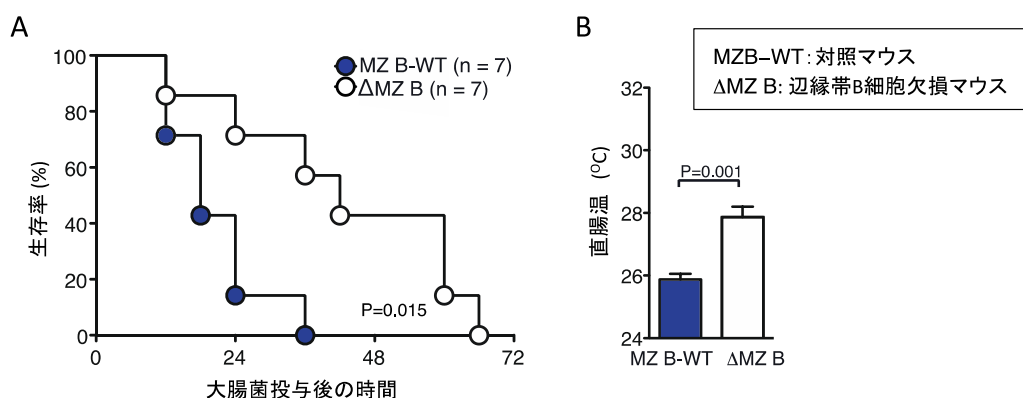 A
生存率 (%)
100
80
60
40
20
0
MZ B-WT (n = 7)
ΔMZ B (n = 7)
P=0.015
0
24
48
72
大腸菌投与後の時間
B
MZB-WT: 対照マウス
ΔMZ B: 辺縁帯B細胞欠損マウス
直腸温 (°C)
32
30
28
26
24
P=0.001
MZ B-WT
ΔMZ B